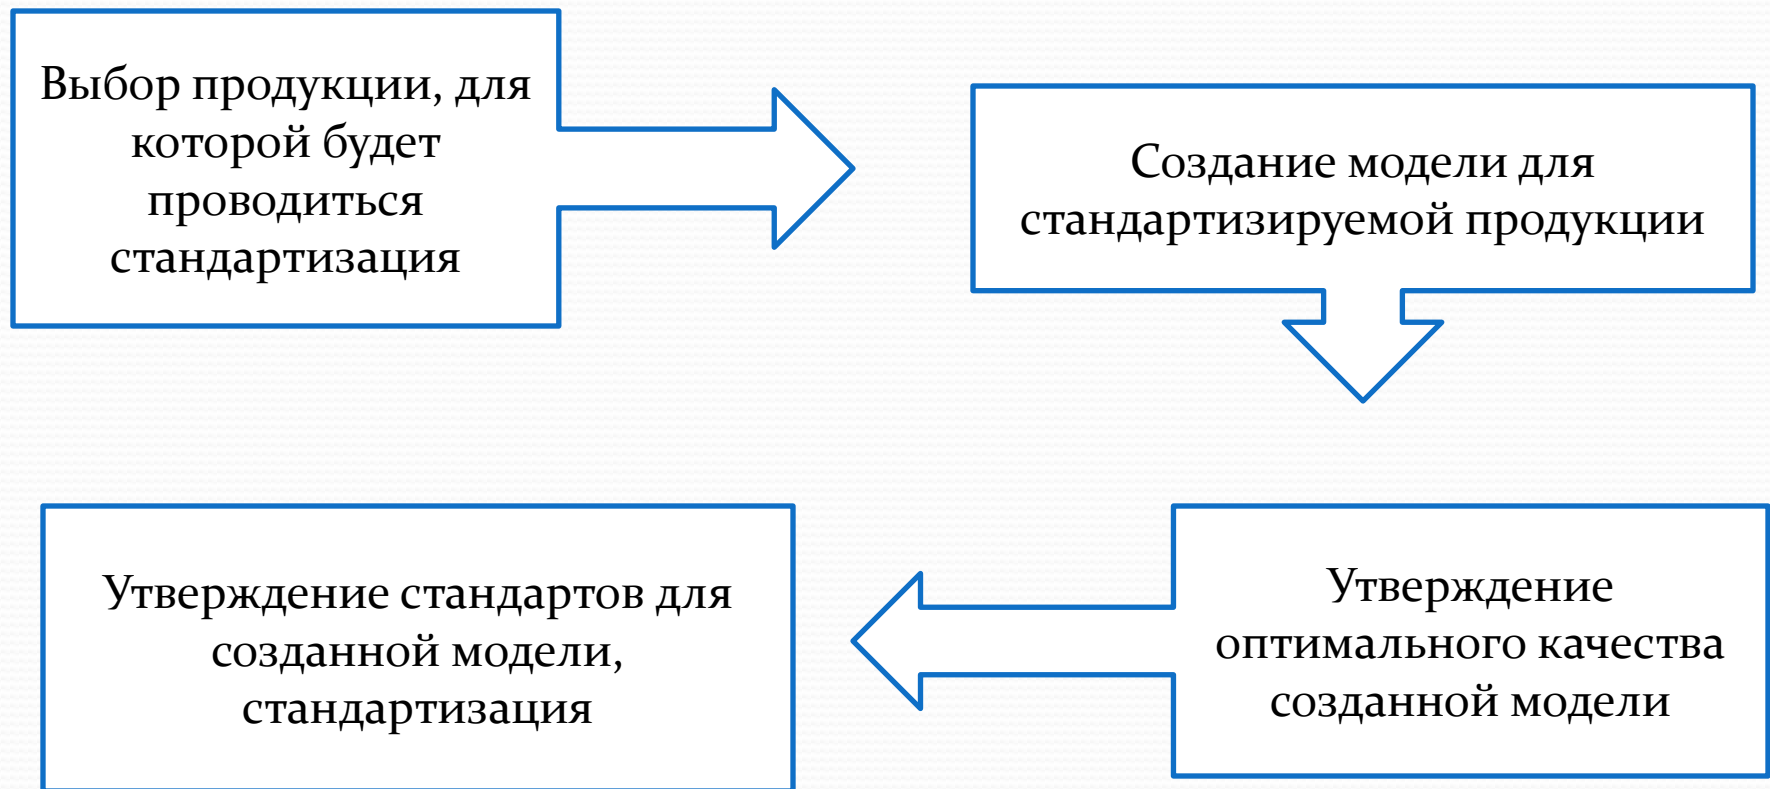 Выбор продукции, для
которой будет
проводиться
стандартизация
Создание модели для
стандартизируемой продукции
Утверждение
оптимального качества
созданной модели
Утверждение стандартов для
созданной модели,
стандартизация